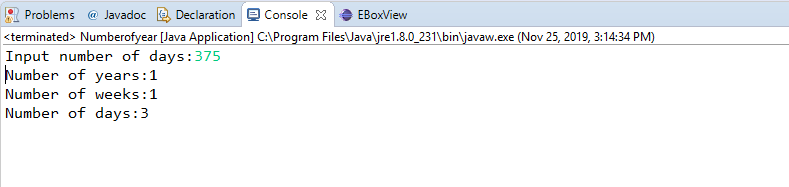 Problems @ Javadoc Declaration Console EBoxView
<terminated> Numberofyear [Java Application] C:\Program Files\Java\jre1.8.0_231\bin\javaw.exe (Nov 25, 2019, 3:14:34 PM)
Input number of days:375
Number of years:1
Number of weeks:1
Number of days:3